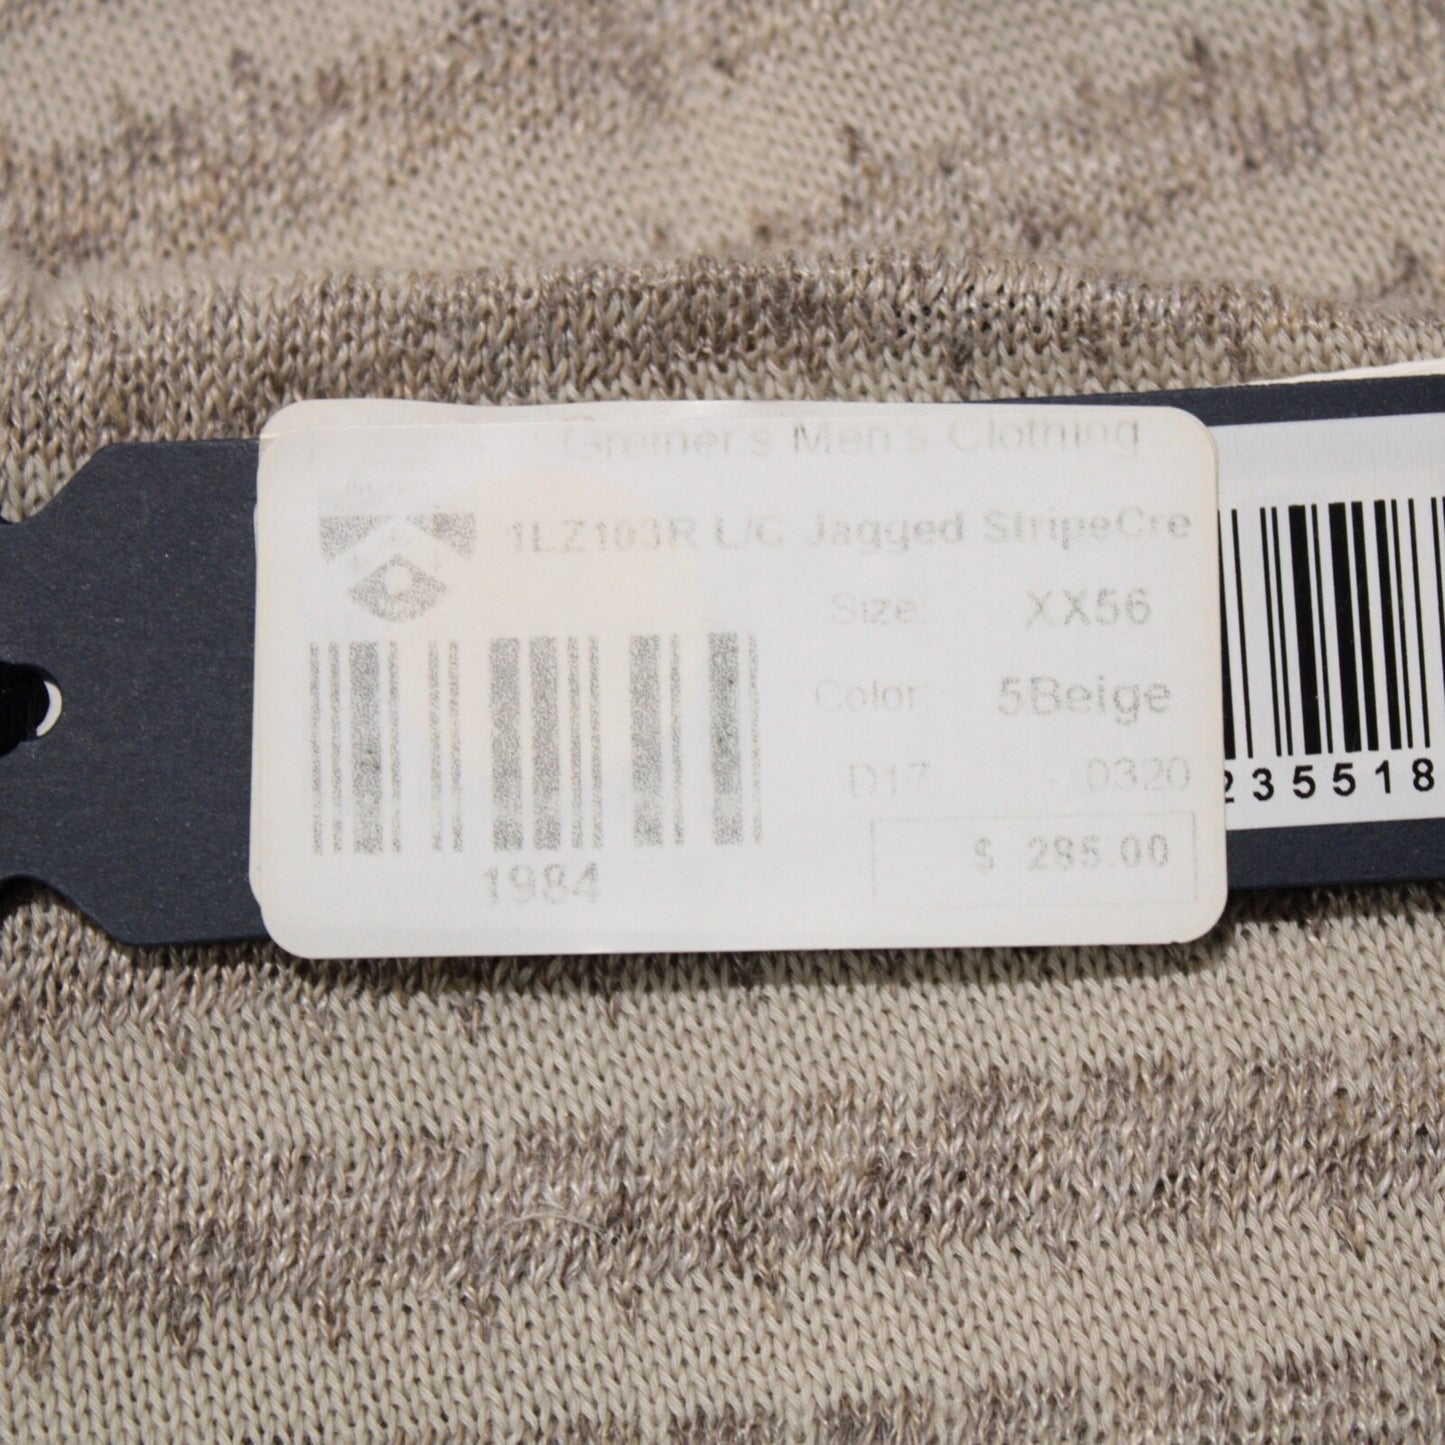 Greiner's Men's Clothing
1LZ103R L/C Jagged StripeCre
Size: XX56
Color: 5Beige
D17 - 0320
$ 285.00
1984
235518